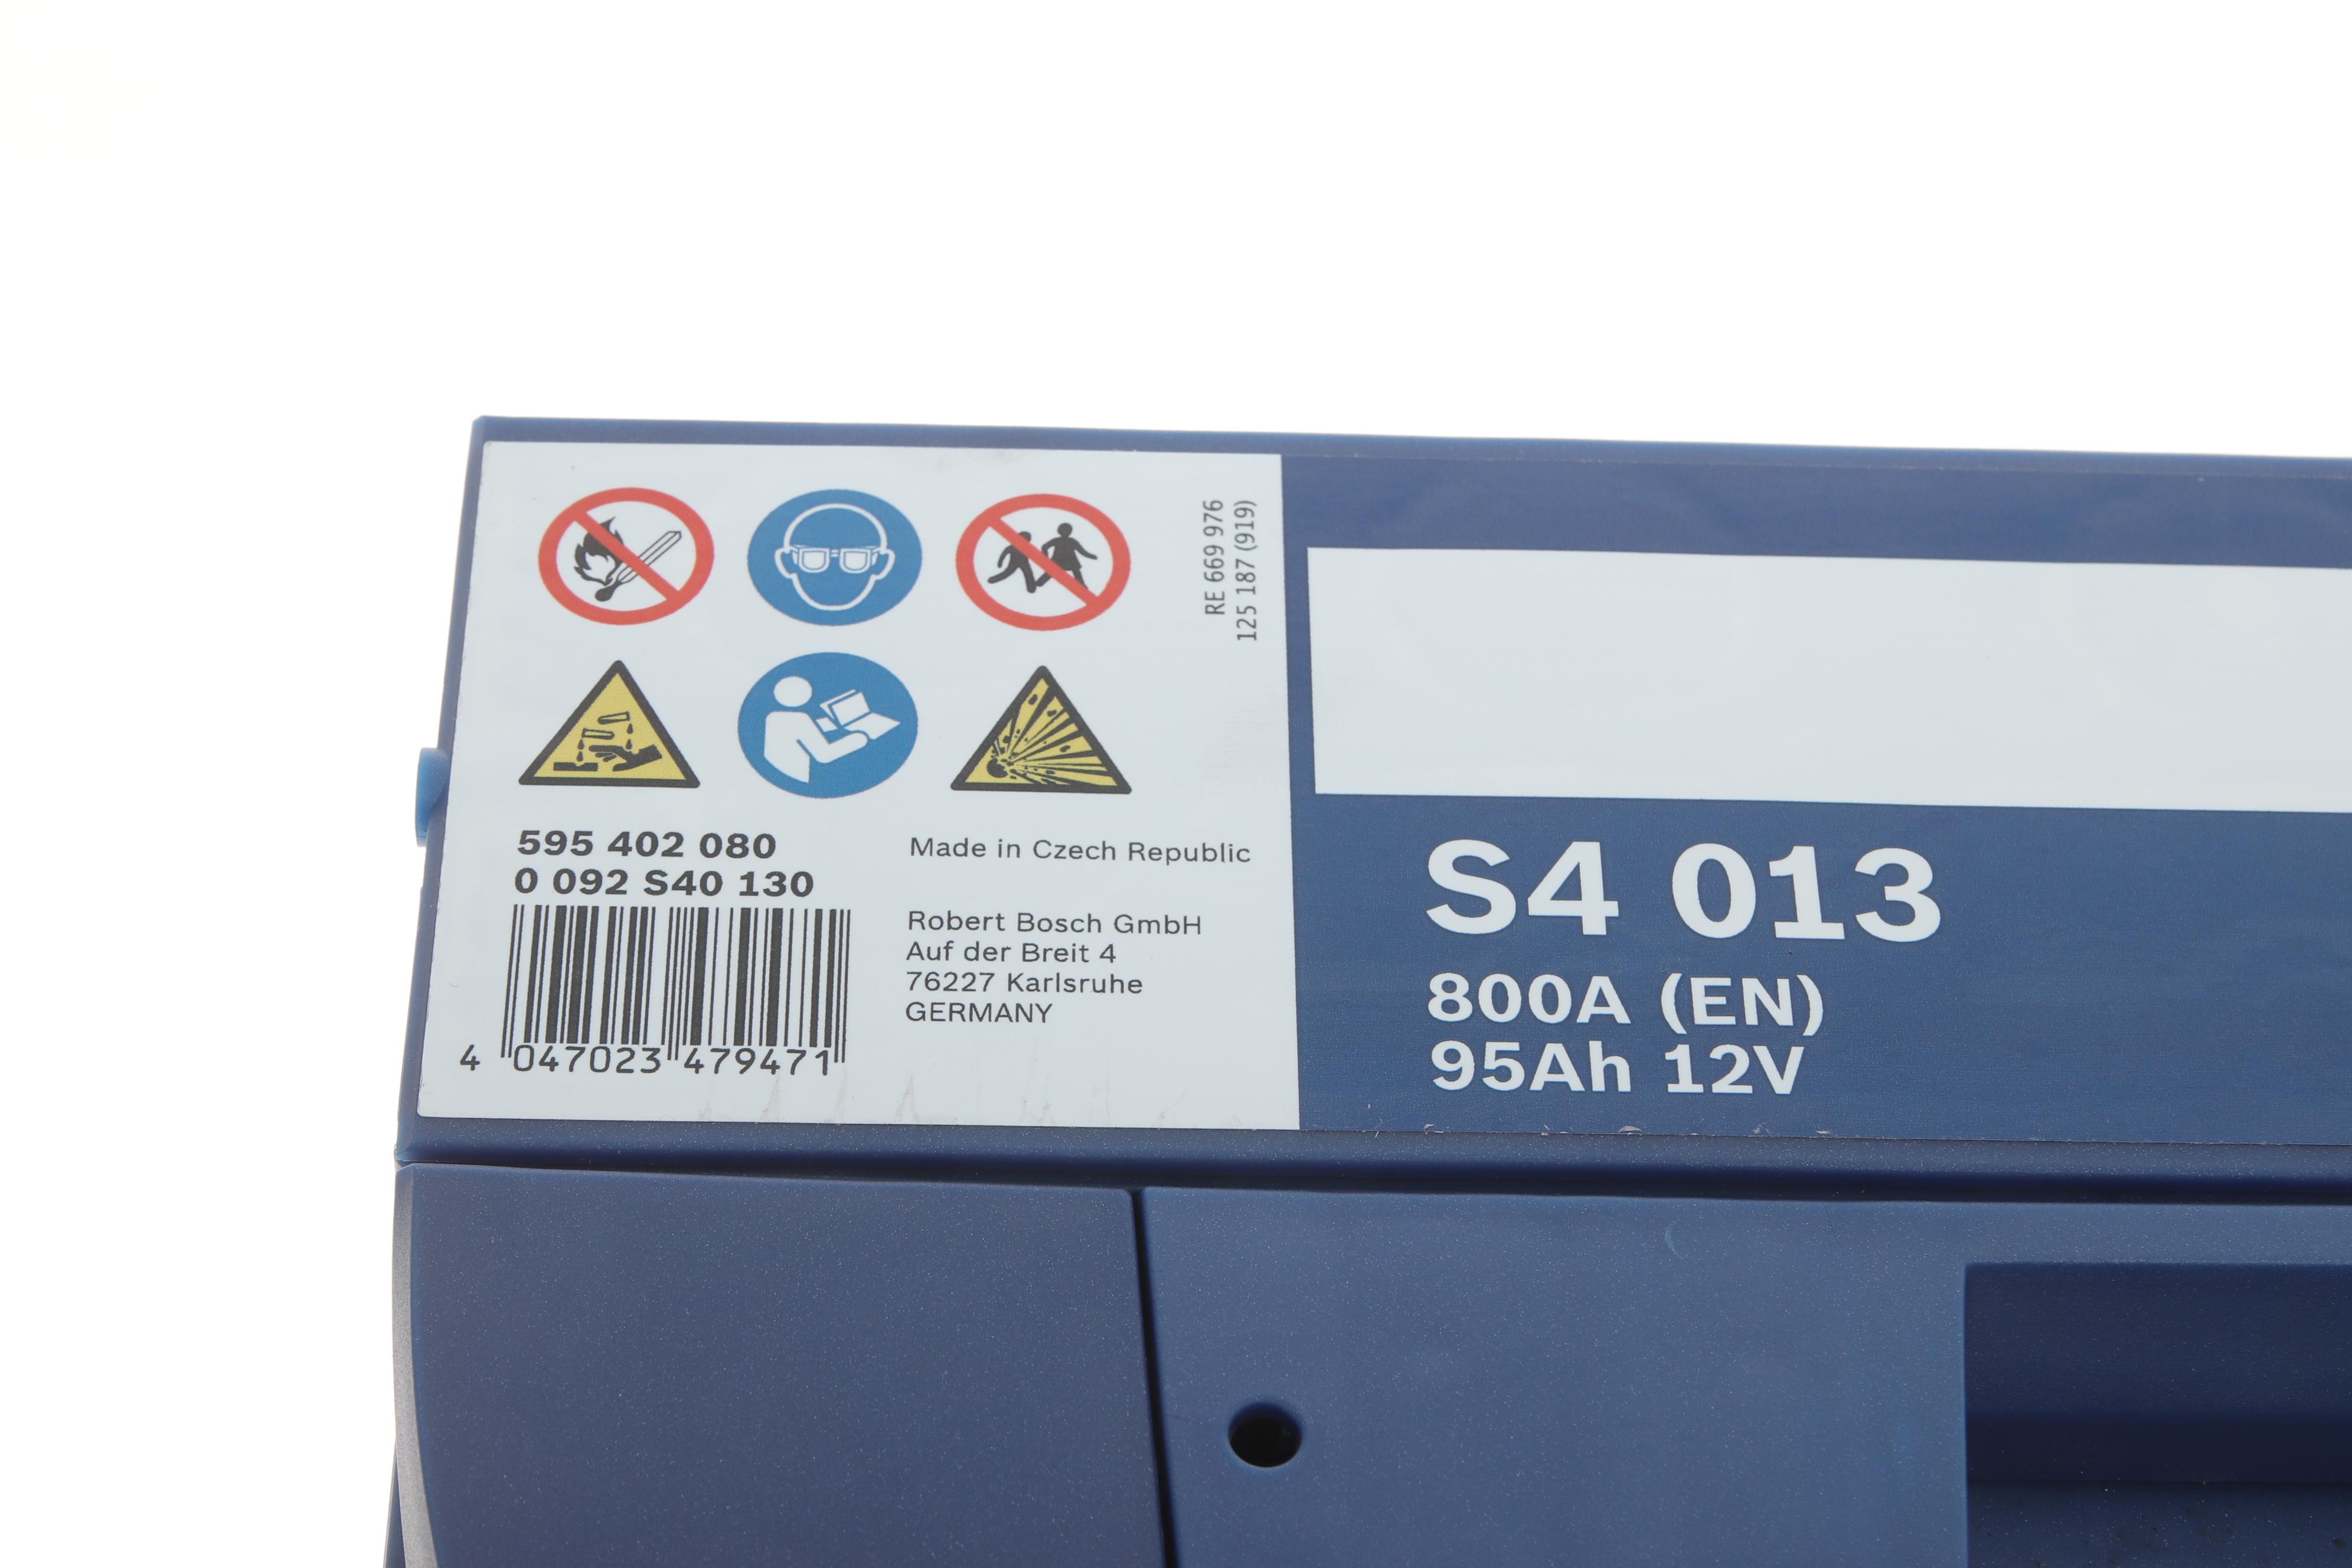 RE 669 976
125 187 (919)
595 402 080
0 092 S40 130
4 047023 479471
Made in Czech Republic
Robert Bosch GmbH
Auf der Breit 4
76227 Karlsruhe
GERMANY
S4 013
800A (EN)
95Ah 12V